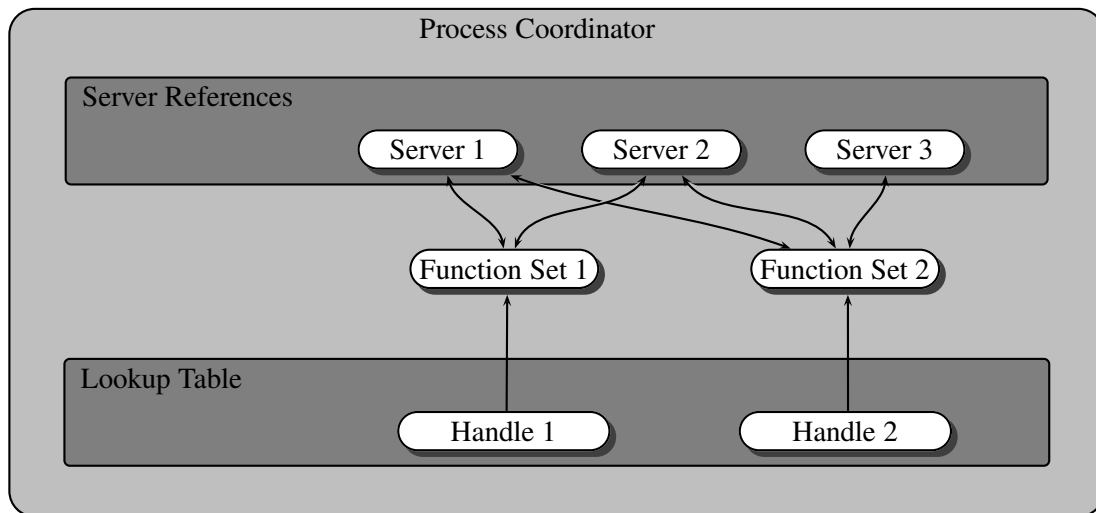 Process Coordinator
Server References
Server 1
Server 2
Server 3
Function Set 1
Function Set 2
Lookup Table
Handle 1
Handle 2